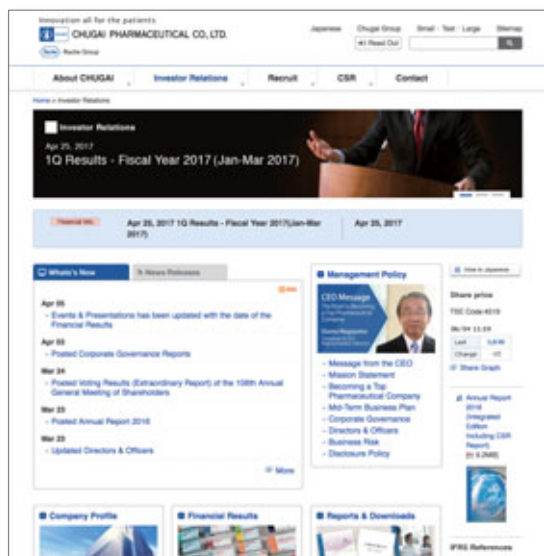 Innovation all for the patients
CHUGAI PHARMACEUTICAL CO., LTD.
Roche Roche Group
Japanese Chugai Group Small · Text · Large Sitemap
Read Out
About CHUGAI Investor Relations Recruit CSR Contact
Home > Investor Relations
Investor Relations
Apr 25, 2017
1Q Results - Fiscal Year 2017 (Jan-Mar 2017)
Financial Info.
Apr 25, 2017 1Q Results - Fiscal Year 2017(Jan-Mar
2017)
Apr 25, 2017
What's New
News Releases
Apr 05
- Events & Presentations has been updated with the date of the
Financial Results
Apr 03
- Posted Corporate Governance Reports
Mar 24
- Posted Voting Results (Extraordinary Report) of the 106th Annual
General Meeting of Shareholders
Mar 23
- Posted Annual Report 2016
Mar 23
- Updated Directors & Officers
More
Management Policy
CEO Message
- Message from the CEO
- Mission Statement
- Becoming a Top
Pharmaceutical Company
- Mid-Term Business Plan
- Corporate Governance
- Directors & Officers
- Business Risk
- Disclosure Policy
View in Japanese
Share price
TSE Code 4519
Last
Change
Share Graph
Annual Report
2016
(Integrated
Edition
Including CSR
Report)
Company Profile
Financial Results
Reports & Downloads
IFRS References